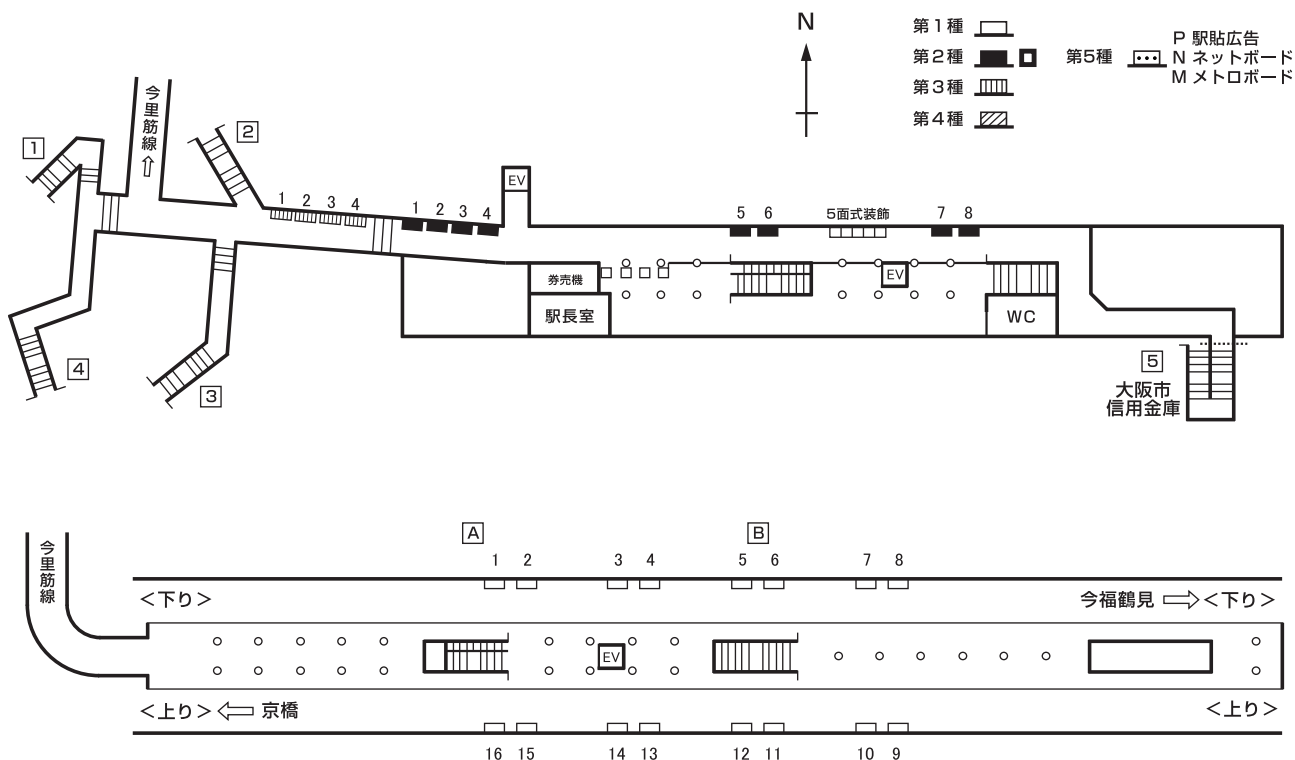 N
第1種
第2種
第3種
第4種
第5種
P 駅貼広告
N ネットボード
M メトロボード
今里筋線
1
2
1 2 3 4
1 2 3 4
EV
5 6
5面式装飾
7 8
券売機
EV
駅長室
WC
4
3
5
大阪市
信用金庫
A
B
今里筋線
1 2 3 4 5 6 7 8
<下り>
今福鶴見
<下り>
EV
<上り>
京橋
<上り>
16 15 14 13 12 11 10 9